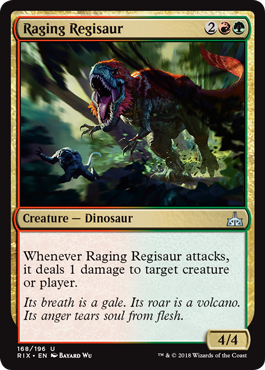 Raging Regisaur 2
Creature — Dinosaur
Whenever Raging Regisaur attacks,
it deals 1 damage to target creature
or player.
Its breath is a gale. Its roar is a volcano.
Its anger tears soul from flesh.
4/4
168/196 U
RIX • EN Bayard Wu
™ & © 2018 Wizards of the Coast